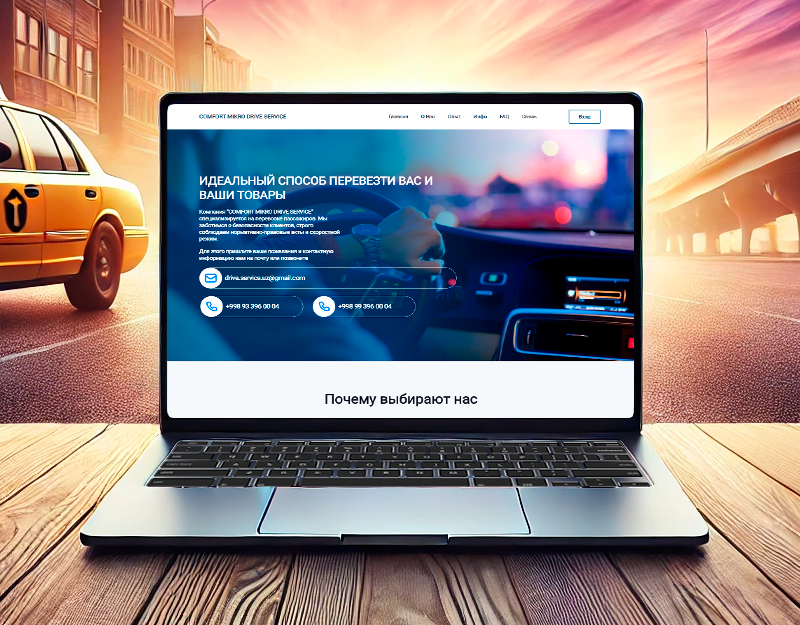 COMFORT MIKRO DRIVE SERVICE
Главная О Нас Опыт Инфо FAQ Связь Вход
ИДЕАЛЬНЫЙ СПОСОБ ПЕРЕВЕЗТИ ВАС И
ВАШИ ТОВАРЫ
Компания "COMFORT MIKRO DRIVE SERVICE"
специализируется на перевозке пассажиров. Мы
заботимся о безопасности клиентов, строго
соблюдаем нормативно-правовые акты и скоростной
режим.
Для этого пришлите ваши пожелания и контактную
информацию нам на почту или позвоните
drive.service.uz@gmail.com
+998 93 396 00 04 +998 99 396 00 04
Почему выбирают нас